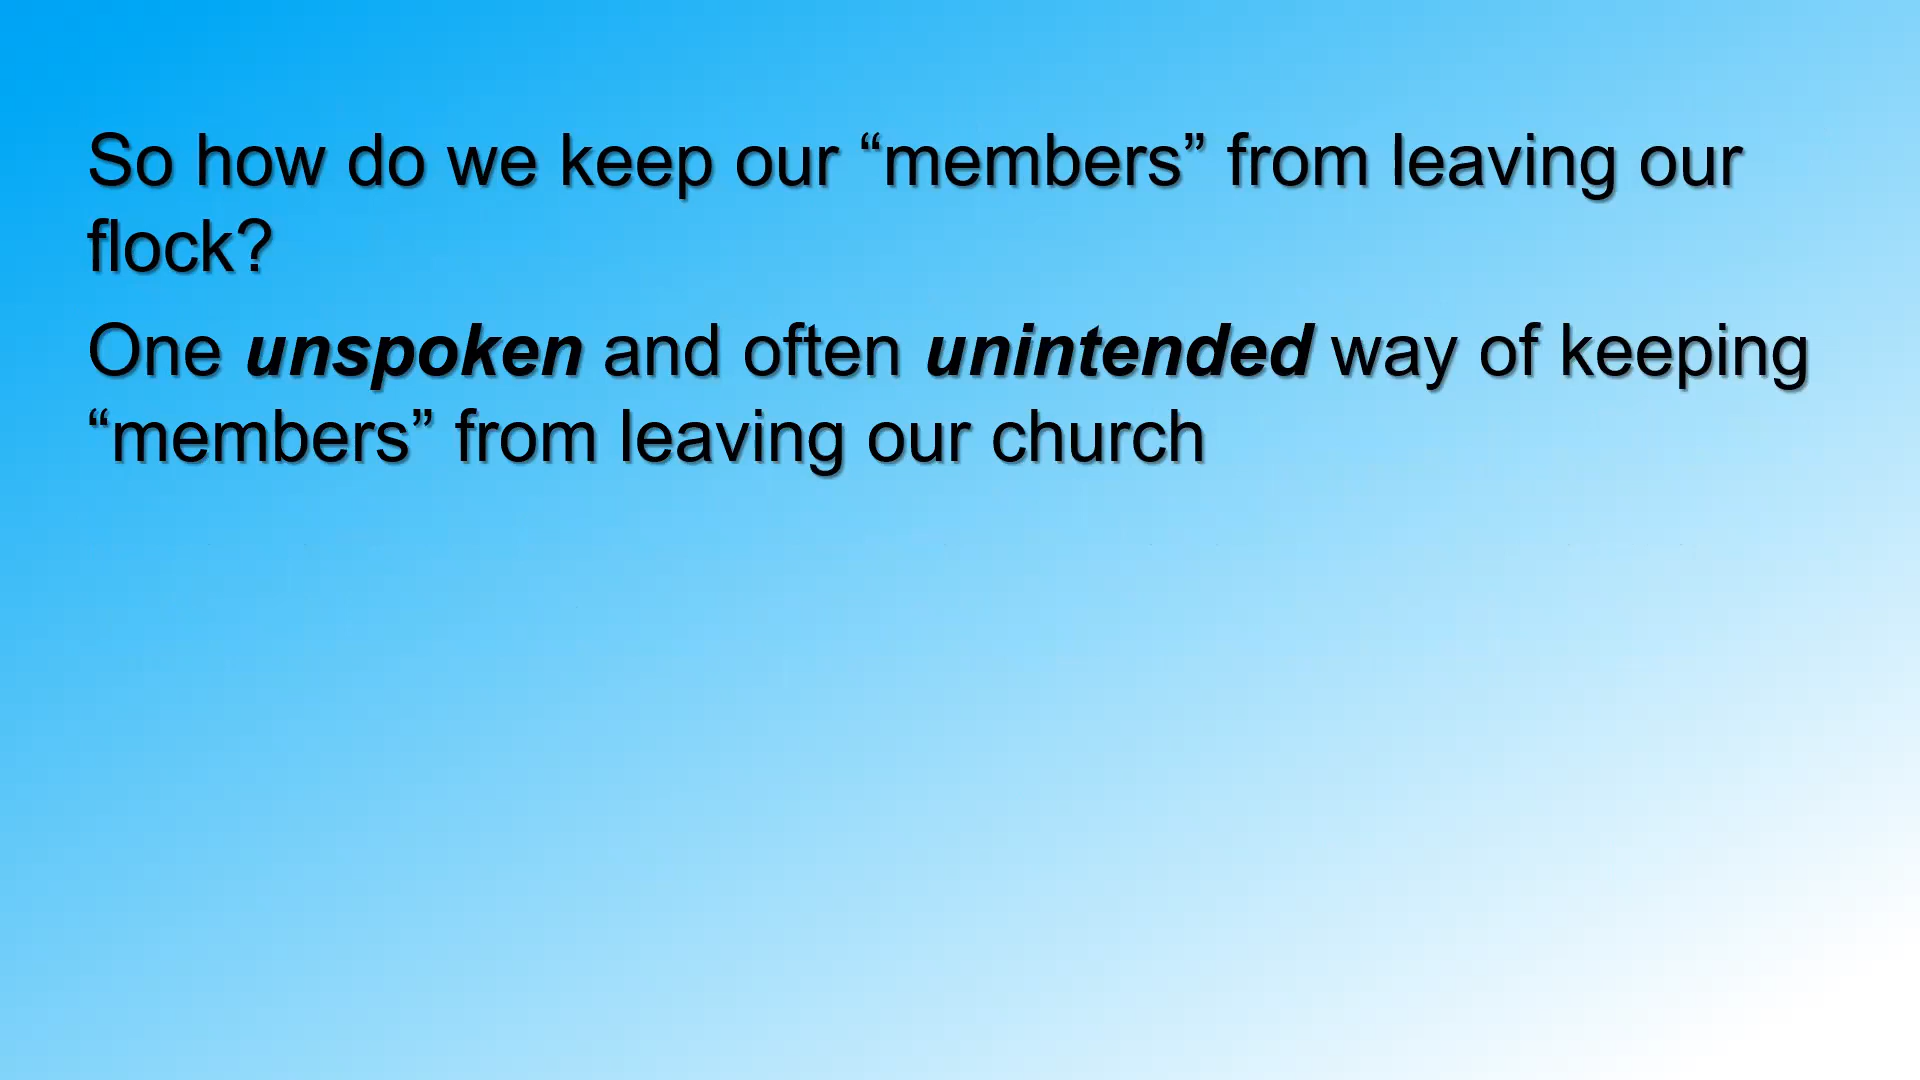 So how do we keep our “members” from leaving our
flock?
One unspoken and often unintended way of keeping
“members” from leaving our church